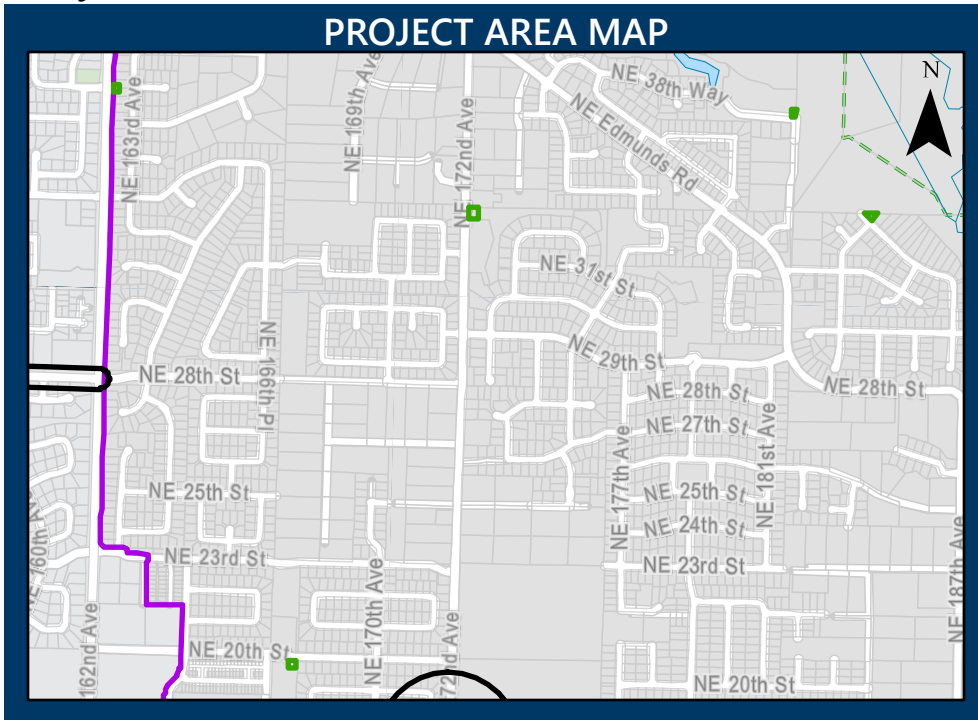 PROJECT AREA MAP
N
NE 38th Way
NE 163rd Ave
NE 169th Ave
NE 172nd Ave
NE Edmunds Rd
NE 31st St
NE 166th Pl
NE 29th St
NE 28th St
NE 28th St
NE 28th St
NE 27th St
NE 177th Ave
NE 181st Ave
NE 25th St
NE 25th St
NE 24th St
NE 160th Ave
NE 23rd St
NE 23rd St
NE 170th Ave
NE 187th Ave
162nd Ave
72nd Ave
NE 20th St
NE 20th St